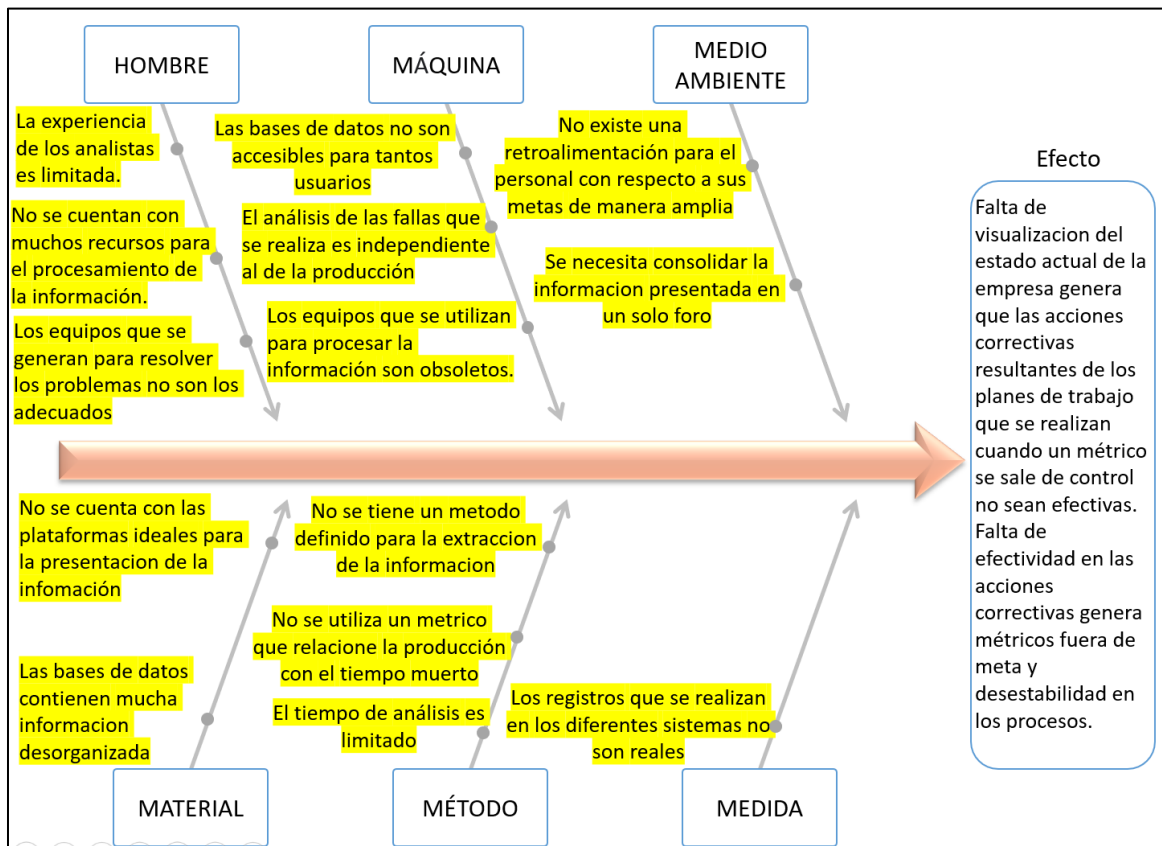 HOMBRE
La experiencia
de los analistas
es limitada.
No se cuentan con
muchos recursos para
el procesamiento de
la información.
Los equipos que se
generan para resolver
los problemas no son los
adecuados
MÁQUINA
Las bases de datos no son
accesibles para tantos
usuarios
El análisis de las fallas que
se realiza es independiente
al de la producción
Los equipos que se utilizan
para procesar la
información son obsoletos.
MEDIO
AMBIENTE
No existe una
retroalimentación para el
personal con respecto a sus
metas de manera amplia
Se necesita consolidar la
informacion presentada en
un solo foro
Efecto
Falta de
visualizacion del
estado actual de la
empresa genera
que las acciones
correctivas
resultantes de los
planes de trabajo
que se realizan
cuando un métrico
se sale de control
no sean efectivas.
Falta de
efectividad en las
acciones
correctivas genera
métricos fuera de
meta y
desestabilidad en
los procesos.
No se cuenta con las
plataformas ideales para
la presentacion de la
infomación
Las bases de datos
contienen mucha
informacion
desorganizada
MATERIAL
No se tiene un metodo
definido para la extraccion
de la informacion
No se utiliza un metrico
que relacione la producción
con el tiempo muerto
El tiempo de análisis es
limitado
MÉTODO
Los registros que se realizan
en los diferentes sistemas no
son reales
MEDIDA